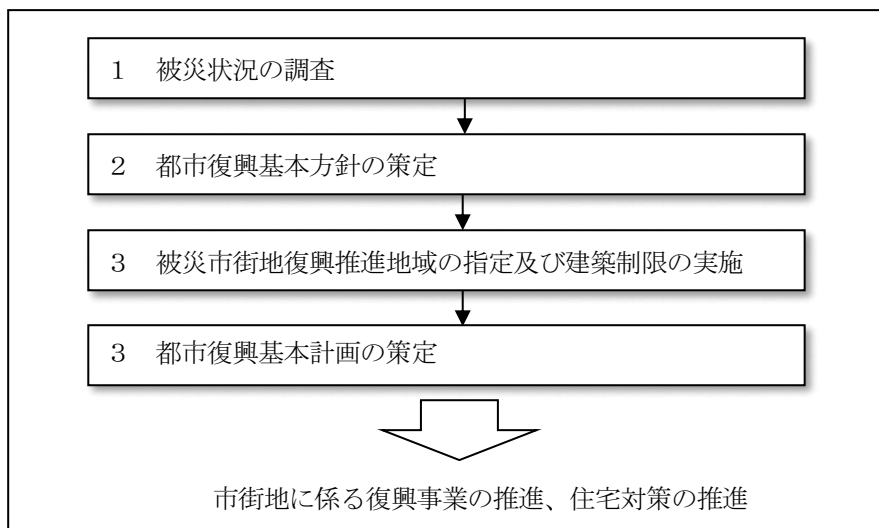 １　被災状況の調査
２　都市復興基本方針の策定
３　被災市街地復興推進地域の指定及び建築制限の実施
３　都市復興基本計画の策定
市街地に係る復興事業の推進、住宅対策の推進